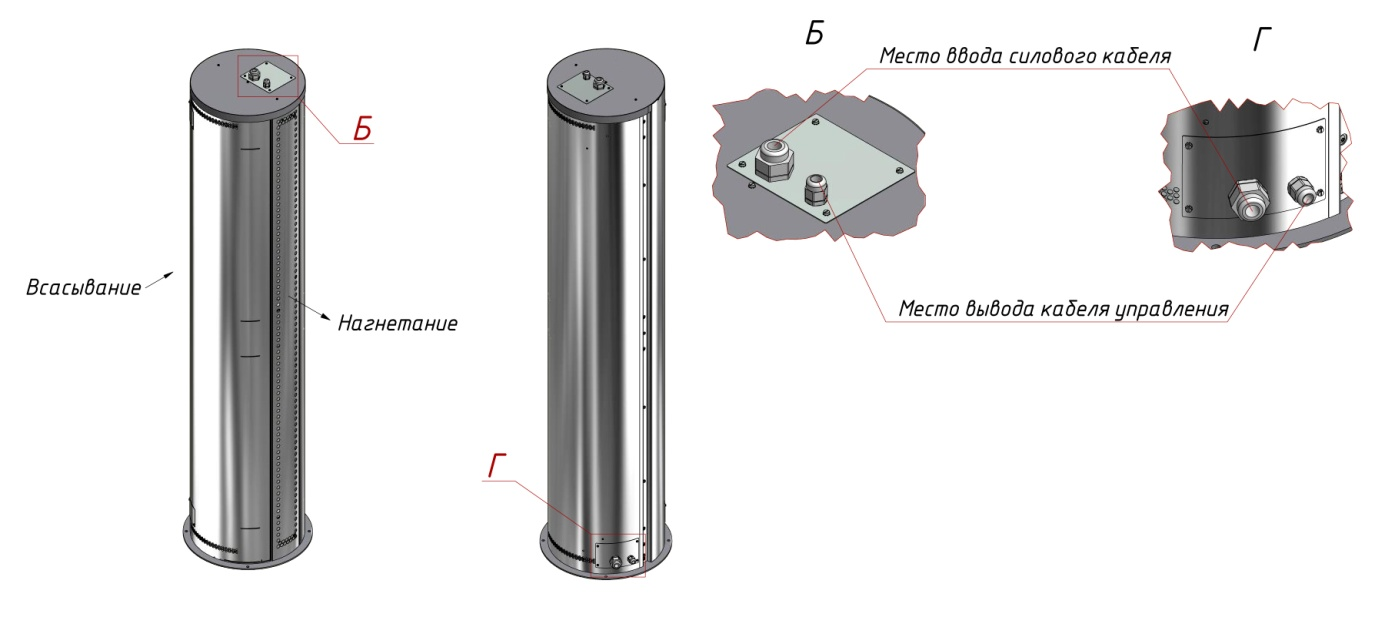 Б
Г
Место ввода силового кабеля
Б
Всасывание
Нагнетание
Место вывода кабеля управления
Г